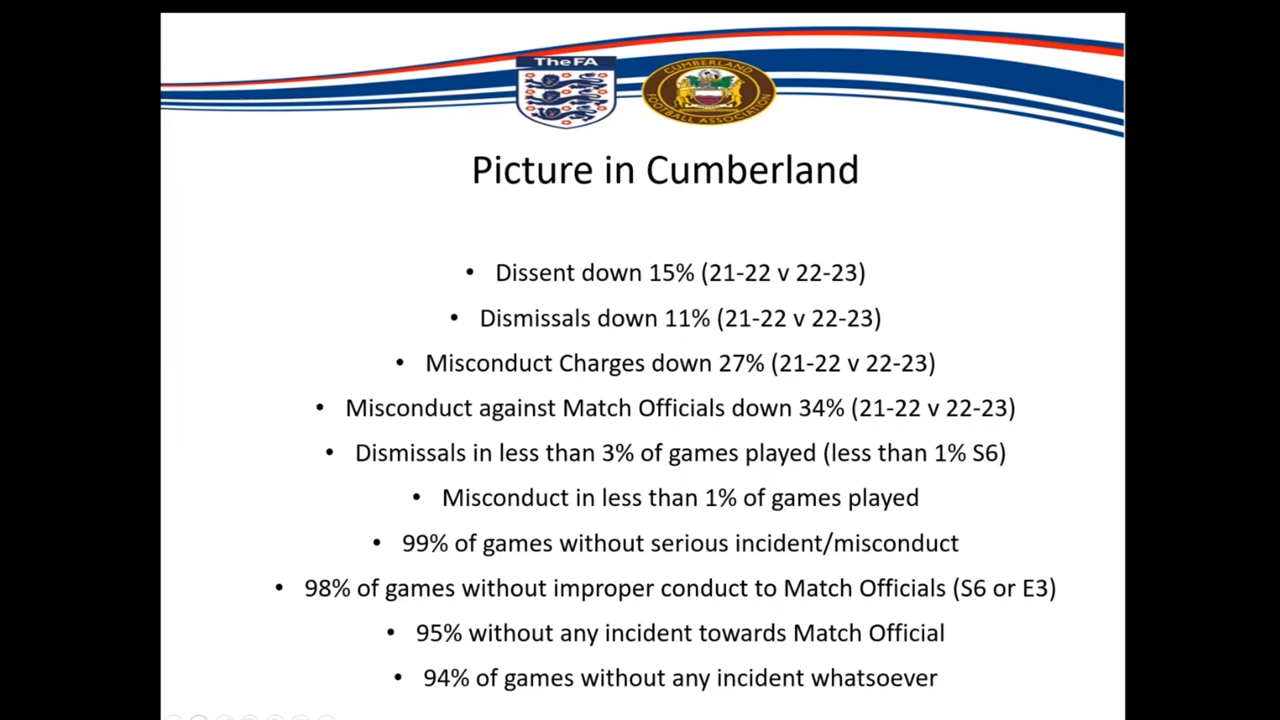 TheFA
CUMBERLAND
FOOTBALL ASSOCIATION
Picture in Cumberland
• Dissent down 15% (21-22 v 22-23)
• Dismissals down 11% (21-22 v 22-23)
• Misconduct Charges down 27% (21-22 v 22-23)
• Misconduct against Match Officials down 34% (21-22 v 22-23)
• Dismissals in less than 3% of games played (less than 1% S6)
• Misconduct in less than 1% of games played
• 99% of games without serious incident/misconduct
• 98% of games without improper conduct to Match Officials (S6 or E3)
• 95% without any incident towards Match Official
• 94% of games without any incident whatsoever